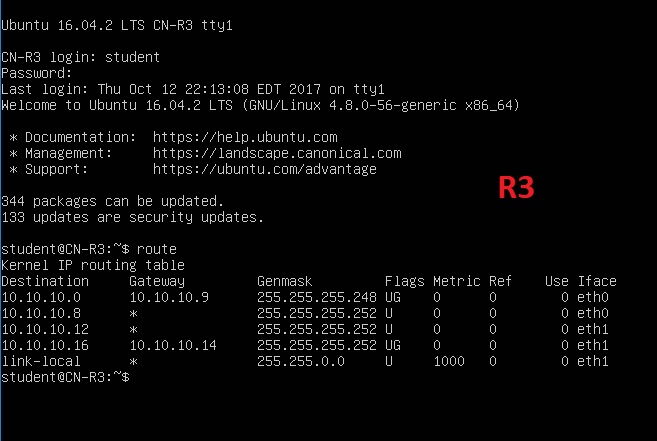 Ubuntu 16.04.2 LTS CN-R3 tty1
CN-R3 login: student
Password:
Last login: Thu Oct 12 22:13:08 EDT 2017 on tty1
Welcome to Ubuntu 16.04.2 LTS (GNU/Linux 4.8.0-56-generic x86_64)
* Documentation:  https://help.ubuntu.com
* Management:     https://landscape.canonical.com
* Support:        https://ubuntu.com/advantage
R3
344 packages can be updated.
133 updates are security updates.
student@CN-R3:~$ route
Kernel IP routing table
Destination     Gateway         Genmask         Flags Metric Ref    Use Iface
10.10.10.0      10.10.10.9      255.255.255.248 UG    0      0        0 eth0
10.10.10.8      *               255.255.255.252 U     0      0        0 eth0
10.10.10.12     *               255.255.255.252 U     0      0        0 eth1
10.10.10.16     10.10.10.14     255.255.255.252 UG    0      0        0 eth1
link-local      *               255.255.0.0     U     1000   0        0 eth1
student@CN-R3:~$